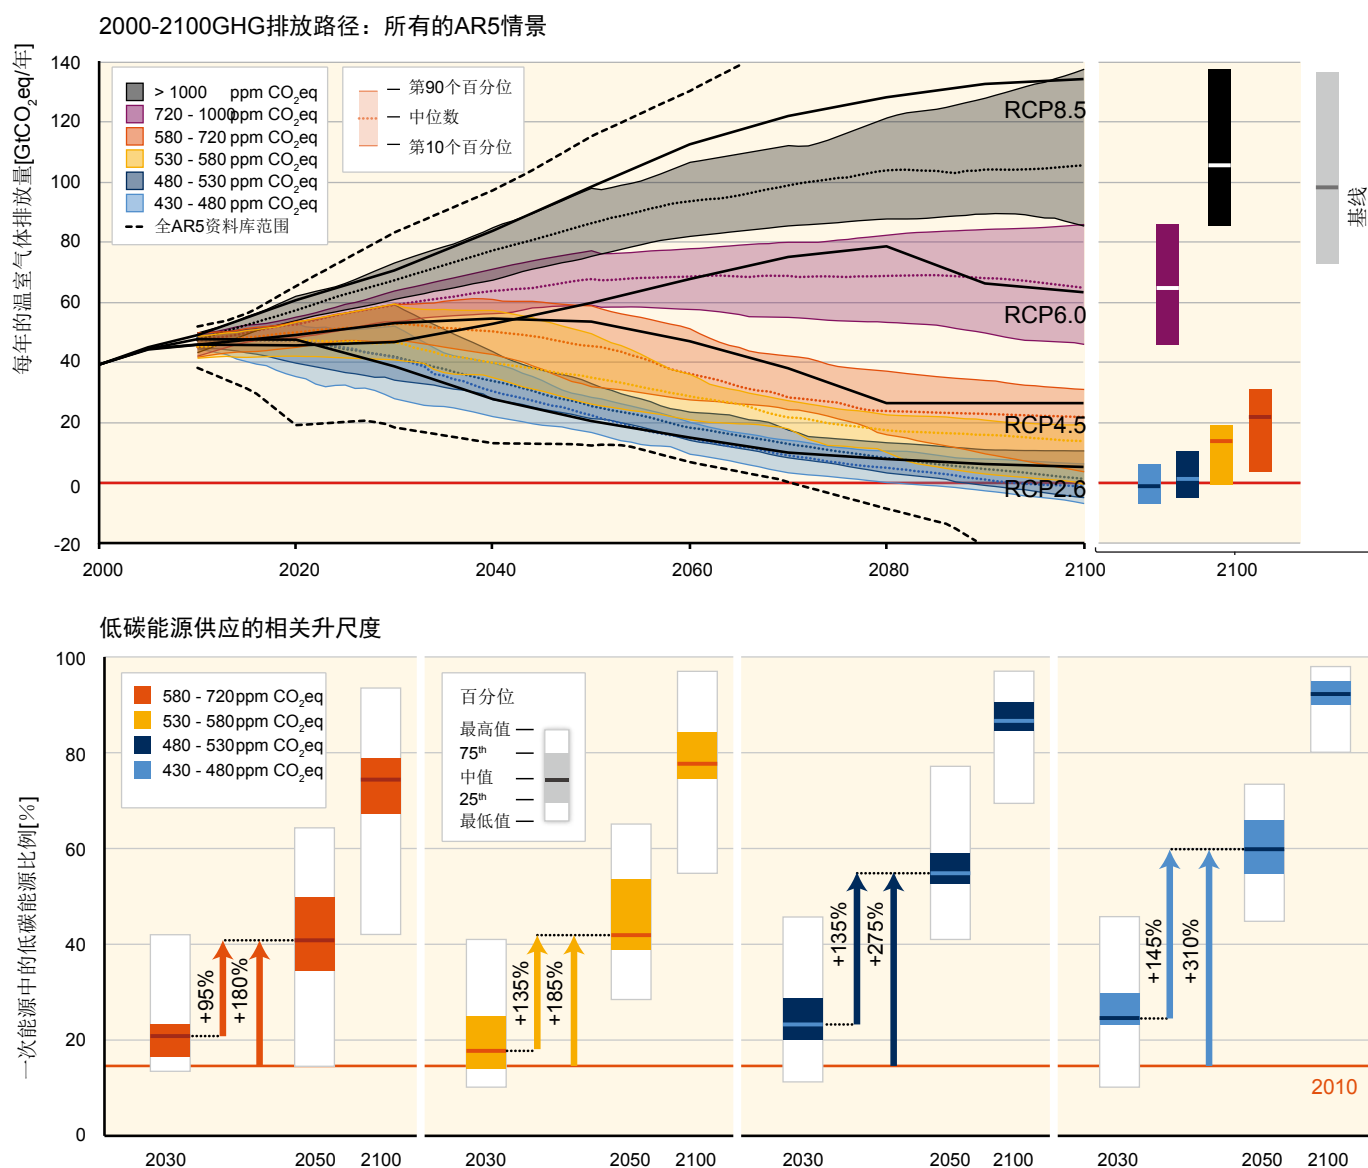 2000-2100GHG排放路径：所有的AR5情景
每年的温室气体排放量[GtCO2eq/年]
140
120
100
80
60
40
20
0
-20
> 1000 ppm CO2eq
720 - 1000ppm CO2eq
580 - 720 ppm CO2eq
530 - 580 ppm CO2eq
480 - 530 ppm CO2eq
430 - 480 ppm CO2eq
全AR5资料库范围
第90个百分位
中位数
第10个百分位
RCP8.5
RCP6.0
RCP4.5
RCP2.6
基线
2000
2020
2040
2060
2080
2100
2100
低碳能源供应的相关升尺度
一次能源中的低碳能源比例[%]
100
80
60
40
20
0
580 - 720ppm CO2eq
530 - 580ppm CO2eq
480 - 530ppm CO2eq
430 - 480ppm CO2eq
百分位
最高值
75th
中值
25th
最低值
+95%
+180%
+135%
+185%
+135%
+275%
+145%
+310%
2010
2030
2050
2100
2030
2050
2100
2030
2050
2100
2030
2050
2100